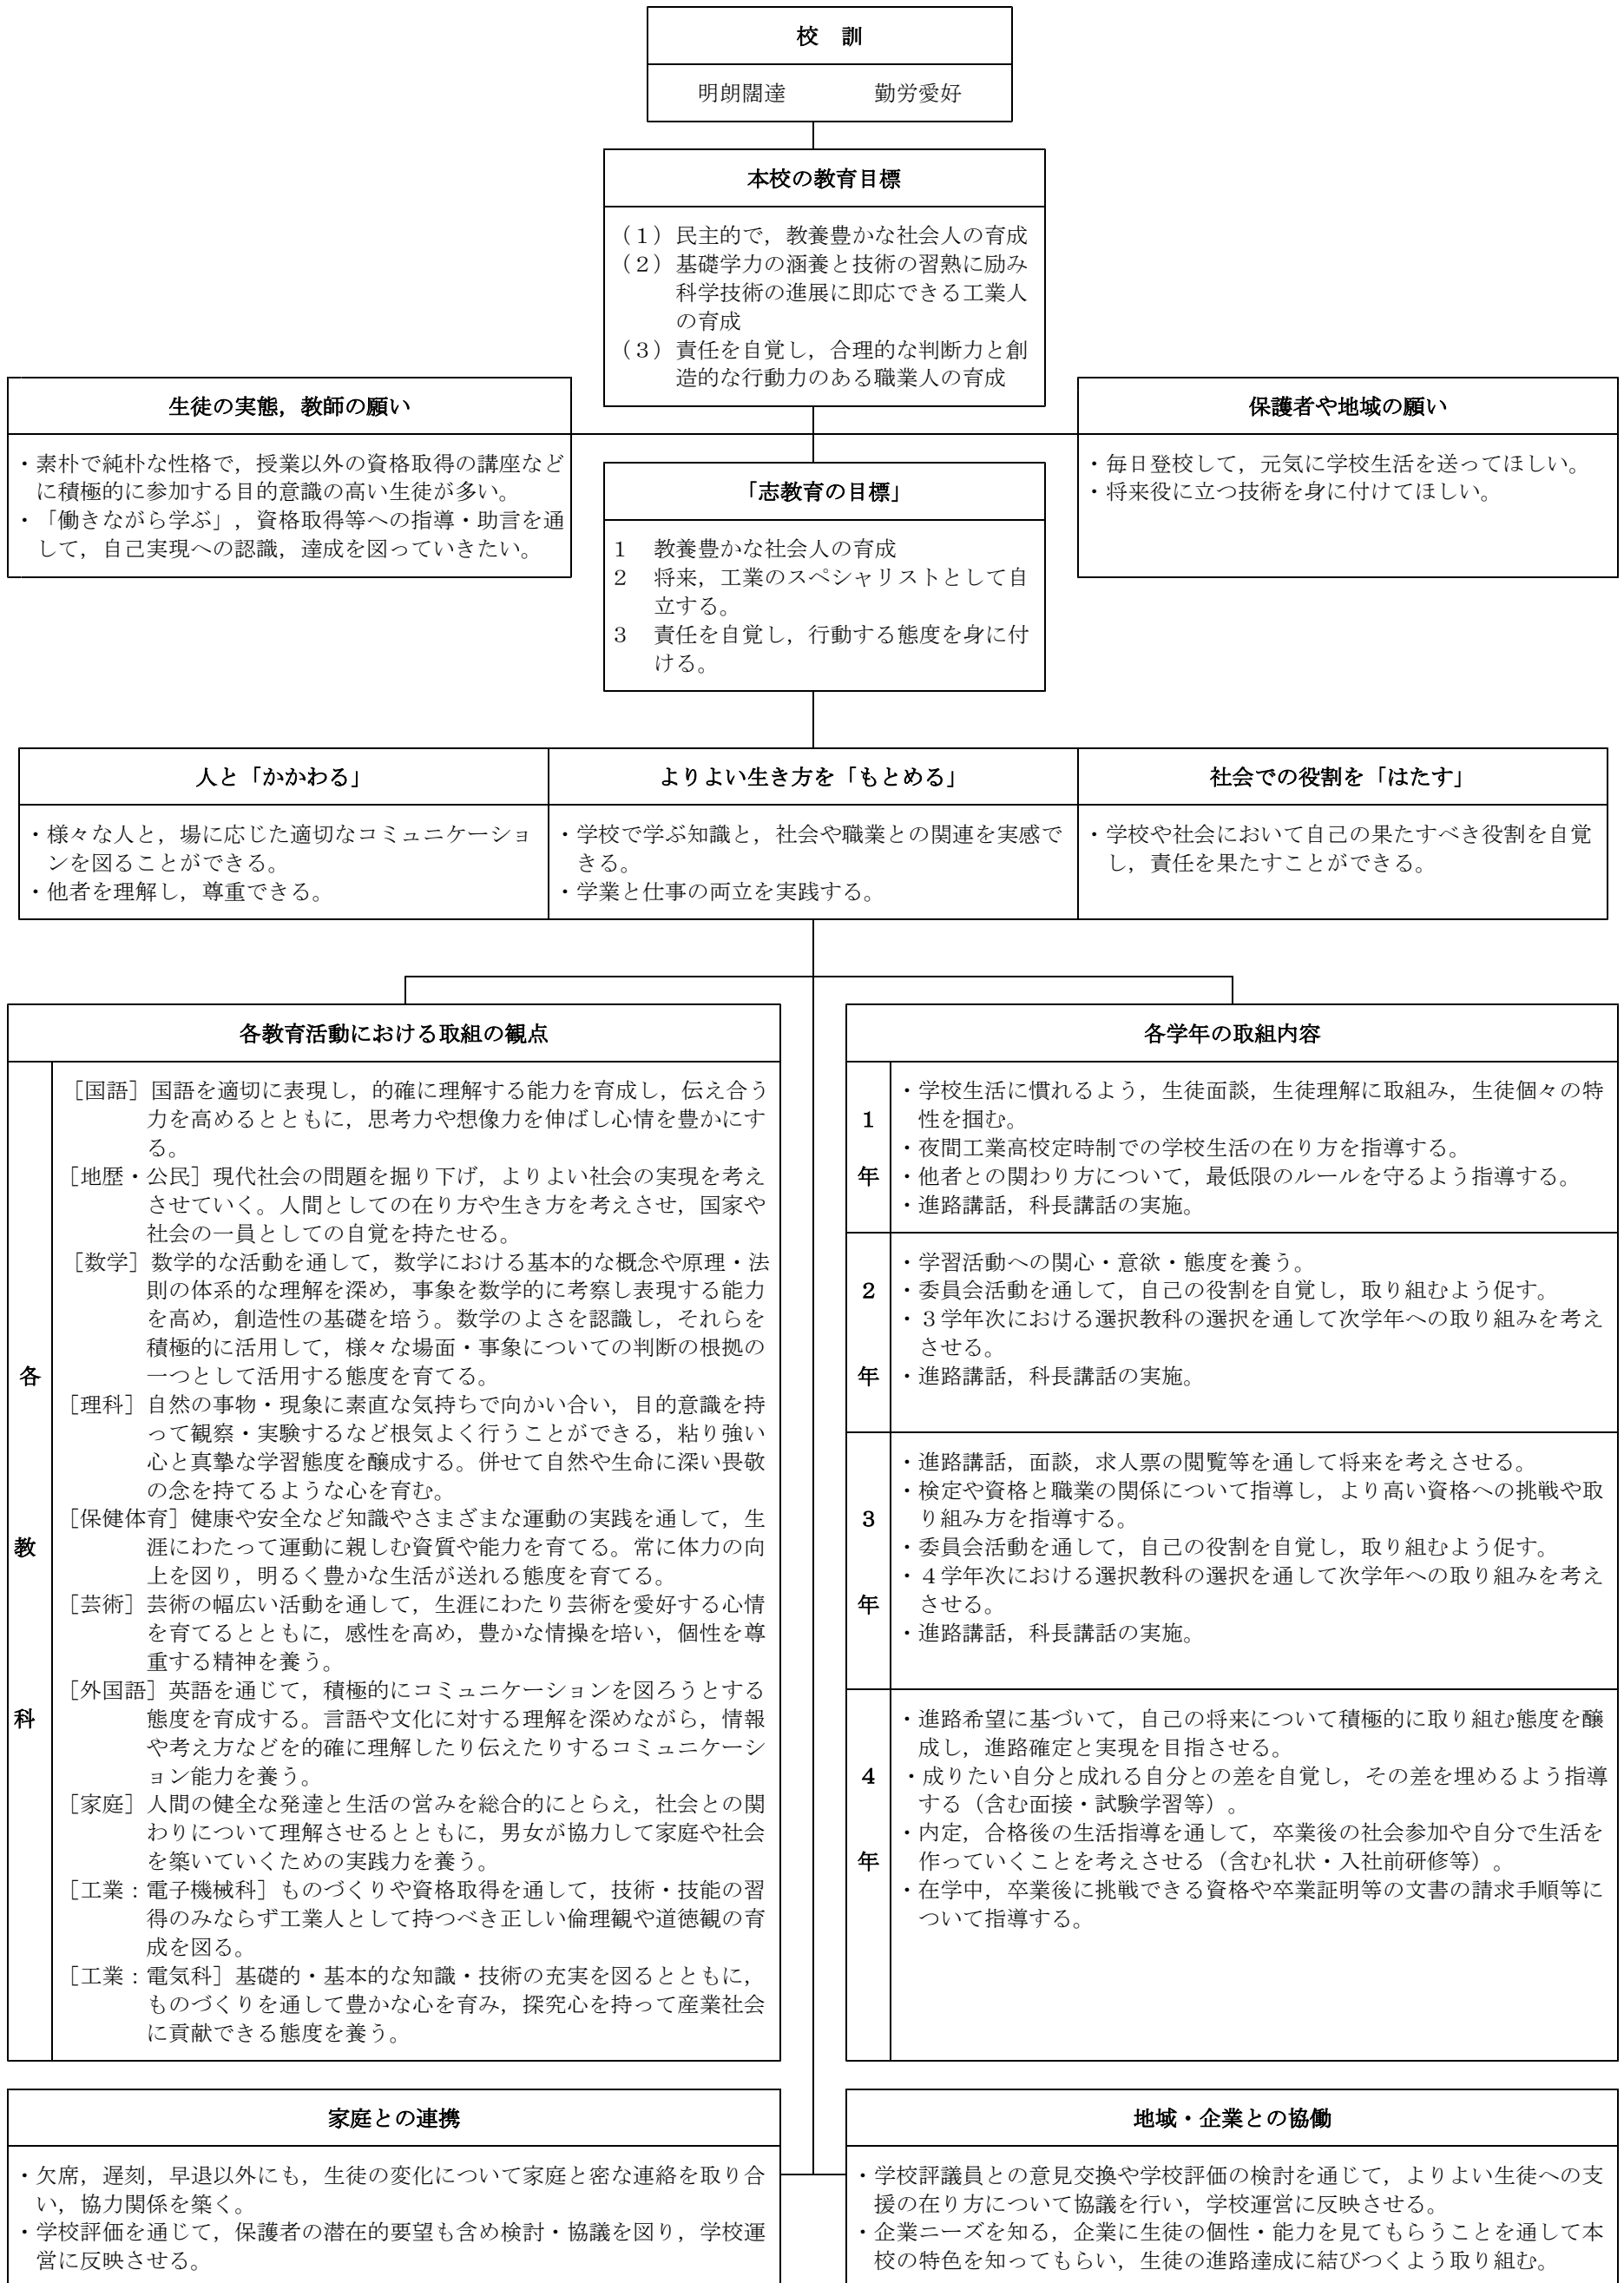 校　訓
明朗闊達　　　　勤労愛好
本校の教育目標
（１）民主的で，教養豊かな社会人の育成
（２）基礎学力の涵養と技術の習熟に励み
科学技術の進展に即応できる工業人
の育成
（３）責任を自覚し，合理的な判断力と創
造的な行動力のある職業人の育成
生徒の実態，教師の願い
・素朴で純朴な性格で，授業以外の資格取得の講座など
に積極的に参加する目的意識の高い生徒が多い。
・「働きながら学ぶ」，資格取得等への指導・助言を通
して，自己実現への認識，達成を図っていきたい。
保護者や地域の願い
・毎日登校して，元気に学校生活を送ってほしい。
・将来役に立つ技術を身に付けてほしい。
「志教育の目標」
１　教養豊かな社会人の育成
２　将来，工業のスペシャリストとして自
立する。
３　責任を自覚し，行動する態度を身に付
ける。
人と「かかわる」
・様々な人と，場に応じた適切なコミュニケーショ
ンを図ることができる。
・他者を理解し，尊重できる。
よりよい生き方を「もとめる」
・学校で学ぶ知識と，社会や職業との関連を実感で
きる。
・学業と仕事の両立を実践する。
社会での役割を「はたす」
・学校や社会において自己の果たすべき役割を自覚
し，責任を果たすことができる。
各教育活動における取組の観点
各
教
科
［国語］国語を適切に表現し，的確に理解する能力を育成し，伝え合う
力を高めるとともに，思考力や想像力を伸ばし心情を豊かにす
る。
［地歴・公民］現代社会の問題を掘り下げ，よりよい社会の実現を考え
させていく。人間としての在り方や生き方を考えさせ，国家や
社会の一員としての自覚を持たせる。
［数学］数学的な活動を通して，数学における基本的な概念や原理・法
則の体系的な理解を深め，事象を数学的に考察し表現する能力
を高め，創造性の基礎を培う。数学のよさを認識し，それらを
積極的に活用して，様々な場面・事象についての判断の根拠の
一つとして活用する態度を育てる。
［理科］自然の事物・現象に素直な気持ちで向かい合い，目的意識を持
って観察・実験するなど根気よく行うことができる，粘り強い
心と真摯な学習態度を醸成する。併せて自然や生命に深い畏敬
の念を持てるような心を育む。
［保健体育］健康や安全など知識やさまざまな運動の実践を通して，生
涯にわたって運動に親しむ資質や能力を育てる。常に体力の向
上を図り，明るく豊かな生活が送れる態度を育てる。
［芸術］芸術の幅広い活動を通して，生涯にわたり芸術を愛好する心情
を育てるとともに，感性を高め，豊かな情操を培い，個性を尊
重する精神を養う。
［外国語］英語を通じて，積極的にコミュニケーションを図ろうとする
態度を育成する。言語や文化に対する理解を深めながら，情報
や考え方などを的確に理解したり伝えたりするコミュニケーシ
ョン能力を養う。
［家庭］人間の健全な発達と生活の営みを総合的にとらえ，社会との関
わりについて理解させるとともに，男女が協力して家庭や社会
を築いていくための実践力を養う。
［工業：電子機械科］ものづくりや資格取得を通して，技術・技能の習
得のみならず工業人として持つべき正しい倫理観や道徳観の育
成を図る。
［工業：電気科］基礎的・基本的な知識・技術の充実を図るとともに，
ものづくりを通して豊かな心を育み，探究心を持って産業社会
に貢献できる態度を養う。
各学年の取組内容
１
年
・学校生活に慣れるよう，生徒面談，生徒理解に取組み，生徒個々の特
性を掴む。
・夜間工業高校定時制での学校生活の在り方を指導する。
・他者との関わり方について，最低限のルールを守るよう指導する。
・進路講話，科長講話の実施。
２
年
・学習活動への関心・意欲・態度を養う。
・委員会活動を通して，自己の役割を自覚し，取り組むよう促す。
・３学年次における選択教科の選択を通して次学年への取り組みを考え
させる。
・進路講話，科長講話の実施。
３
年
・進路講話，面談，求人票の閲覧等を通して将来を考えさせる。
・検定や資格と職業の関係について指導し，より高い資格への挑戦や取
り組み方を指導する。
・委員会活動を通して，自己の役割を自覚し，取り組むよう促す。
・４学年次における選択教科の選択を通して次学年への取り組みを考え
させる。
・進路講話，科長講話の実施。
４
年
・進路希望に基づいて，自己の将来について積極的に取り組む態度を醸
成し，進路確定と実現を目指させる。
・成りたい自分と成れる自分との差を自覚し，その差を埋めるよう指導
する（含む面接・試験学習等）。
・内定，合格後の生活指導を通して，卒業後の社会参加や自分で生活を
作っていくことを考えさせる（含む礼状・入社前研修等）。
・在学中，卒業後に挑戦できる資格や卒業証明等の文書の請求手順等に
ついて指導する。
家庭との連携
・欠席，遅刻，早退以外にも，生徒の変化について家庭と密な連絡を取り合
い，協力関係を築く。
・学校評価を通じて，保護者の潜在的要望も含め検討・協議を図り，学校運
営に反映させる。
地域・企業との協働
・学校評議員との意見交換や学校評価の検討を通じて，よりよい生徒への支
援の在り方について協議を行い，学校運営に反映させる。
・企業ニーズを知る，企業に生徒の個性・能力を見てもらうことを通して本
校の特色を知ってもらい，生徒の進路達成に結びつくよう取り組む。